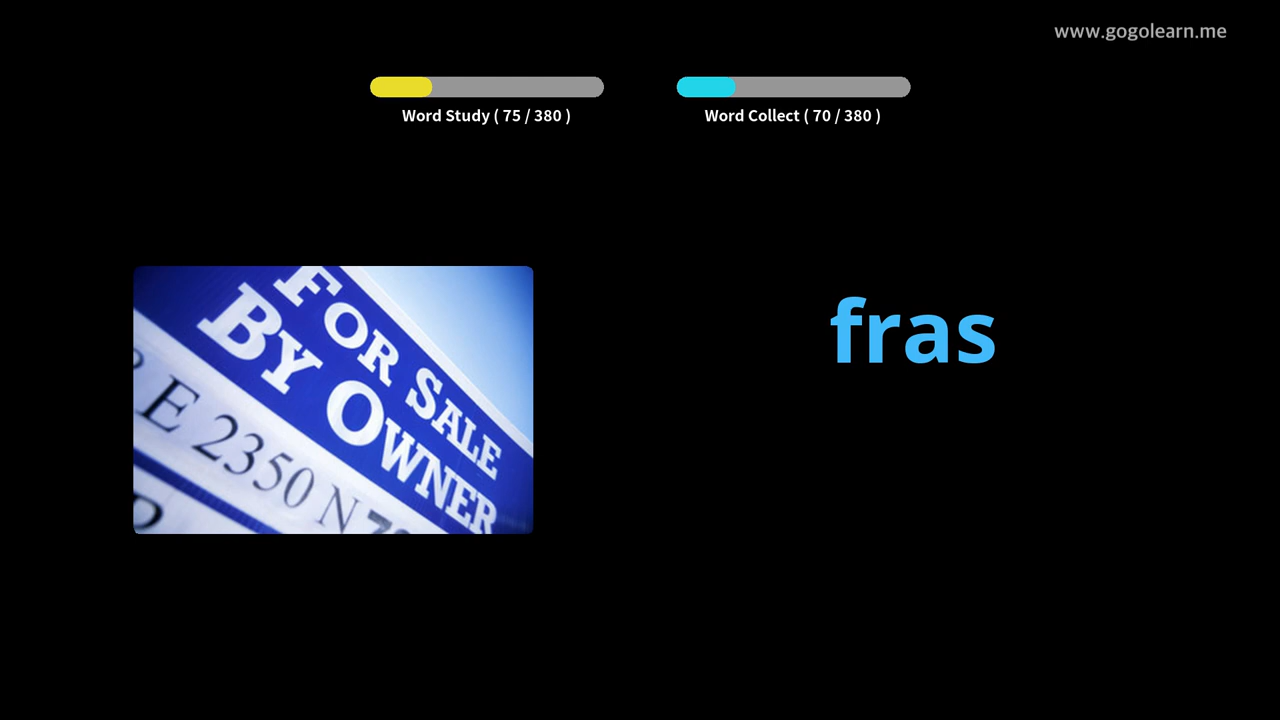 www.gogolearn.me
Word Study ( 75 / 380 )
Word Collect ( 70 / 380 )
FOR SALE
BY OWNER
E 2350 N
fras